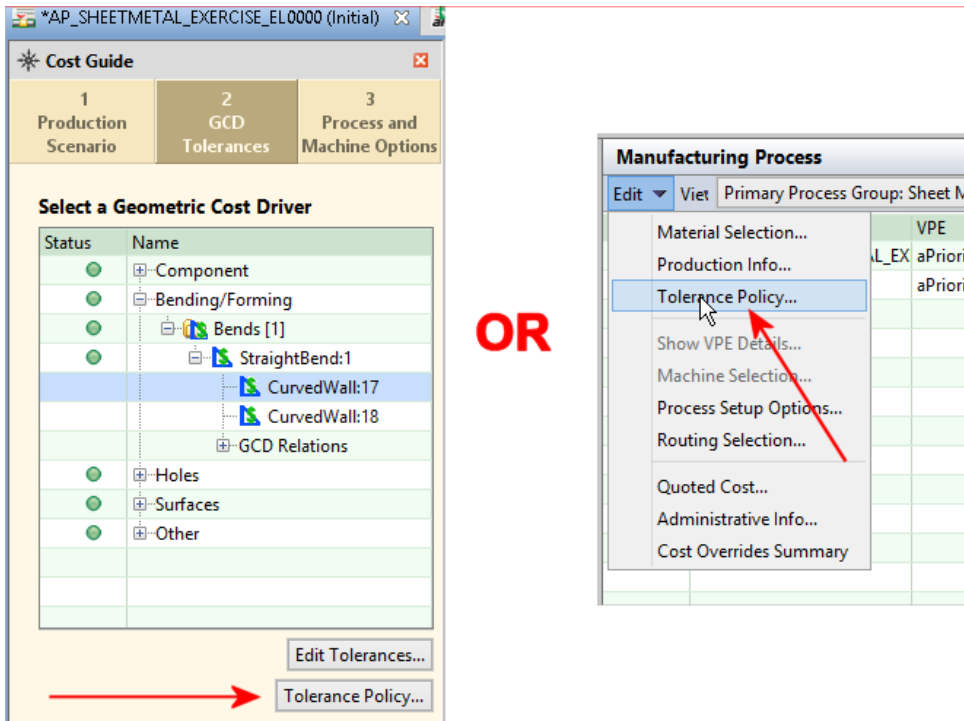 *AP_SHEETMETAL_EXERCISE_EL0000 (Initial)
Cost Guide
1
Production
Scenario
2
GCD
Tolerances
3
Process and
Machine Options
Select a Geometric Cost Driver
Status Name
Component
Bending/Forming
Bends [1]
StraightBend:1
CurvedWall:17
CurvedWall:18
GCD Relations
Holes
Surfaces
Other
Edit Tolerances...
Tolerance Policy...
OR
Manufacturing Process
Edit Primary Process Group: Sheet M
VPE
AL_EX aPriori
aPriori
Material Selection...
Production Info...
Tolerance Policy...
Show VPE Details...
Machine Selection...
Process Setup Options...
Routing Selection...
Quoted Cost...
Administrative Info...
Cost Overrides Summary